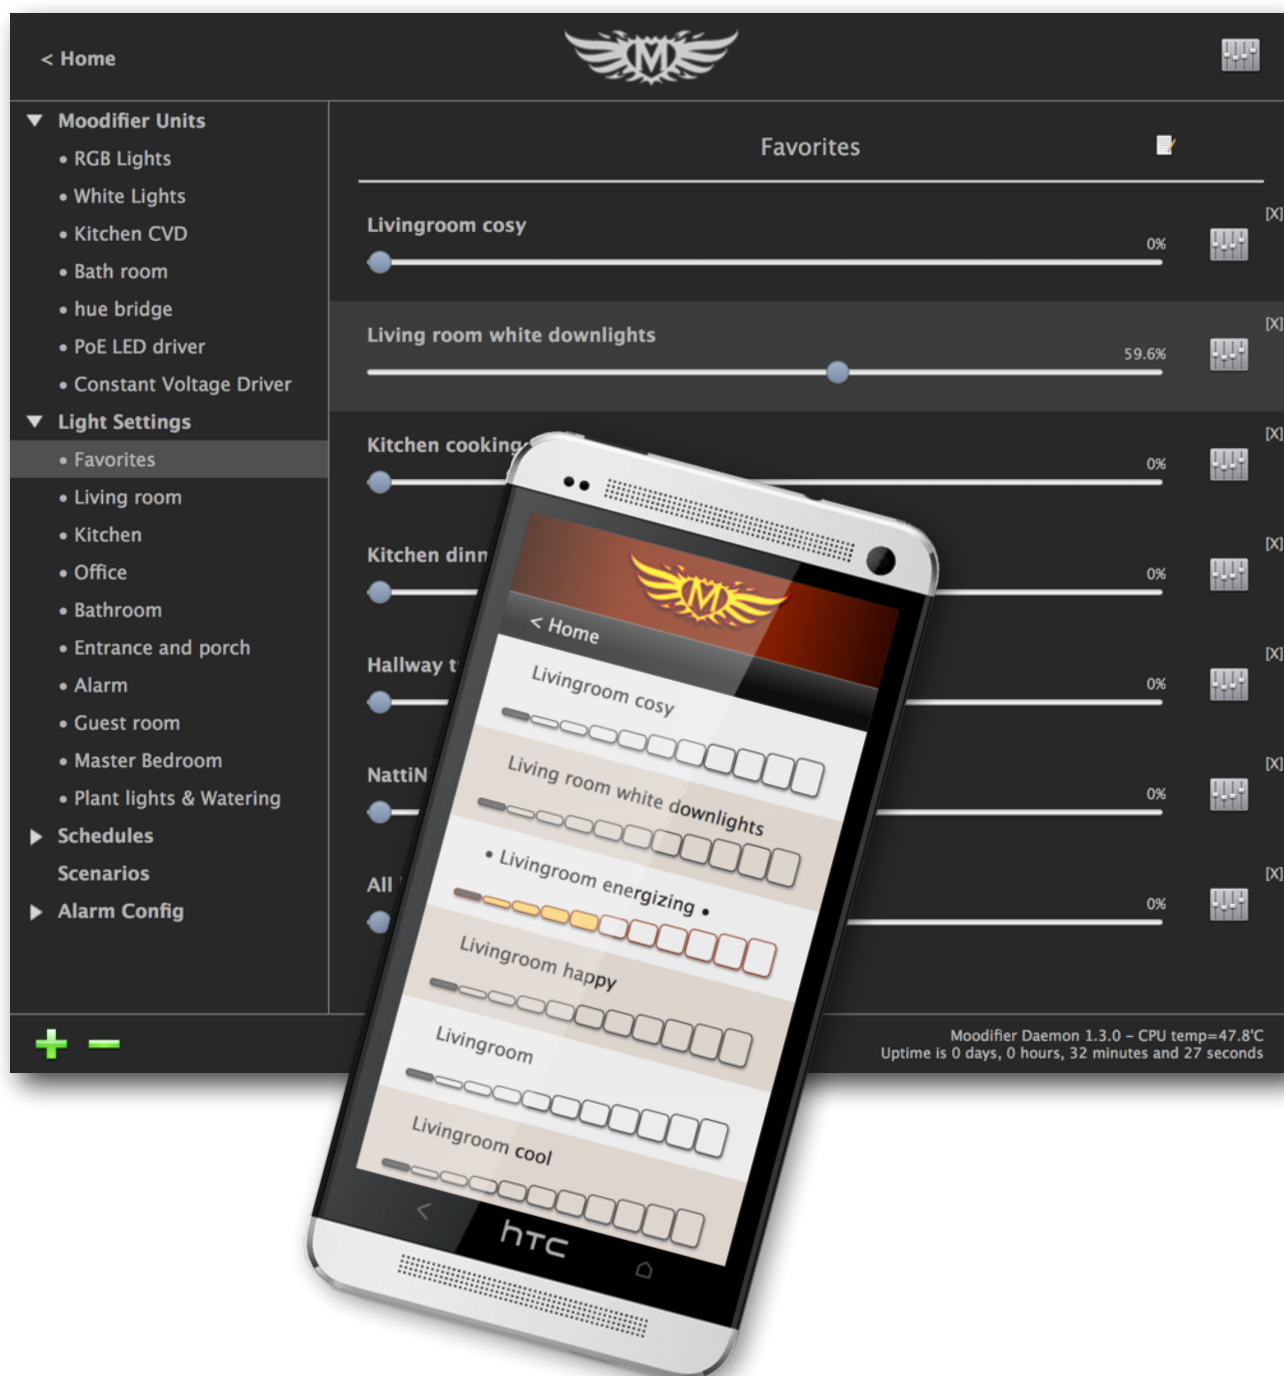 < Home
M
▼ Moodifier Units
• RGB Lights
• White Lights
• Kitchen CVD
• Bath room
• hue bridge
• PoE LED driver
• Constant Voltage Driver
▼ Light Settings
• Favorites
• Living room
• Kitchen
• Office
• Bathroom
• Entrance and porch
• Alarm
• Guest room
• Master Bedroom
• Plant lights & Watering
▶ Schedules
Scenarios
▶ Alarm Config
Favorites
Livingroom cosy
0%
[X]
Living room white downlights
59.6%
[X]
Kitchen cooking
0%
[X]
Kitchen dinn
0%
[X]
Hallway t
0%
[X]
NattiN
0%
[X]
All
0%
[X]
Moodifier Daemon 1.3.0 – CPU temp=47.8'C
Uptime is 0 days, 0 hours, 32 minutes and 27 seconds
M
< Home
Livingroom cosy
Living room white downlights
• Livingroom energizing •
Livingroom happy
Livingroom
Livingroom cool
hTC